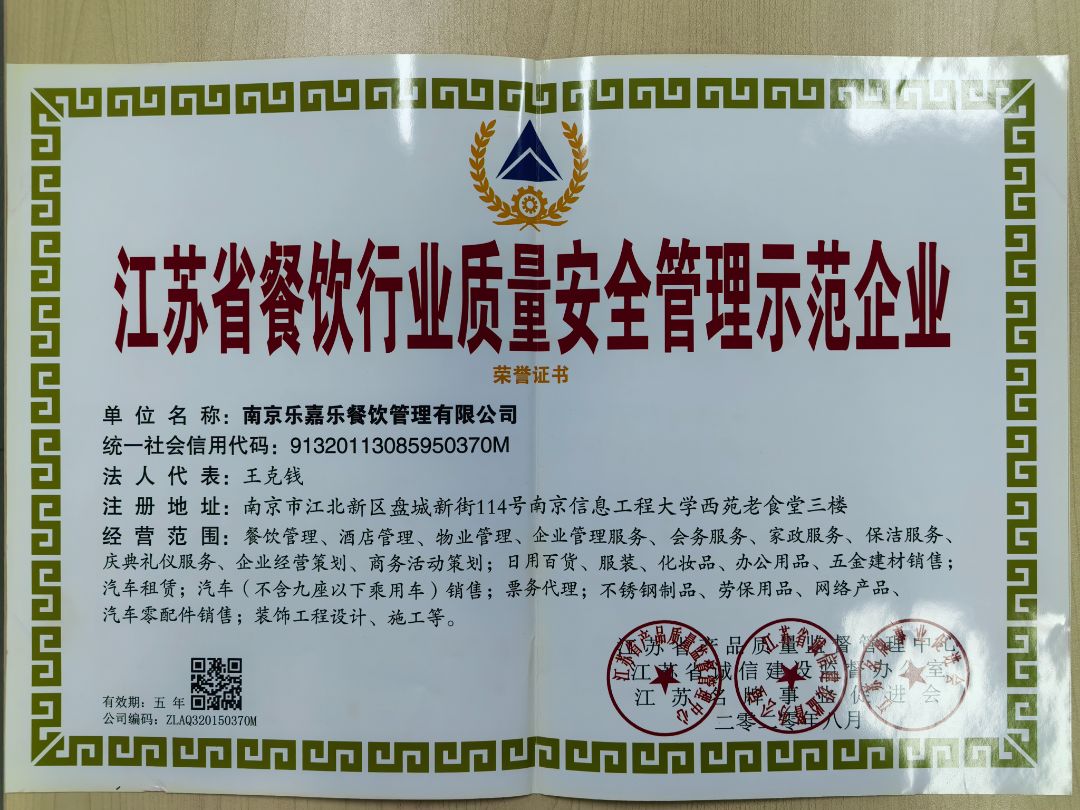 江苏省餐饮行业质量安全管理示范企业
荣誉证书
单位名称：南京乐嘉乐餐饮管理有限公司
统一社会信用代码：91320113085950370M
法人代表：王克钱
注册地址：南京市江北新区盘城新街114号南京信息工程大学西苑老食堂三楼
经营范围：餐饮管理、酒店管理、物业管理、企业管理服务、会务服务、家政服务、保洁服务、
庆典礼仪服务、企业经营策划、商务活动策划；日用百货、服装、化妆品、办公用品、五金建材销售；
汽车租赁；汽车（不含九座以下乘用车）销售；票务代理；不锈钢制品、劳保用品、网络产品、
汽车零配件销售；装饰工程设计、施工等。
江苏省产品质量监督管理中心
江苏省诚信建设监督办公室
江苏名牌事业促进会
二零二零年八月
有效期：五年
公司编码：ZLAQ320150370M